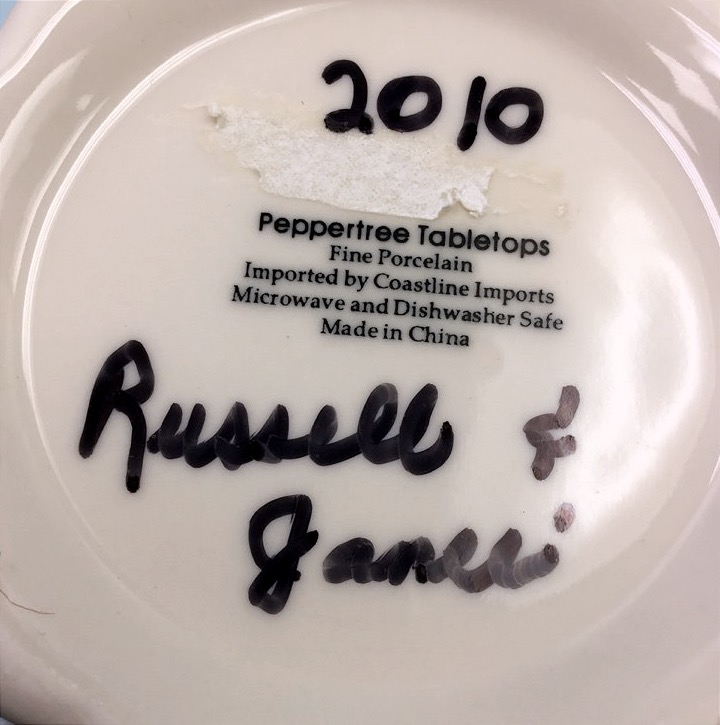 2010
Peppertree Tabletops
Fine Porcelain
Imported by Coastline Imports
Microwave and Dishwasher Safe
Made in China
Russell &